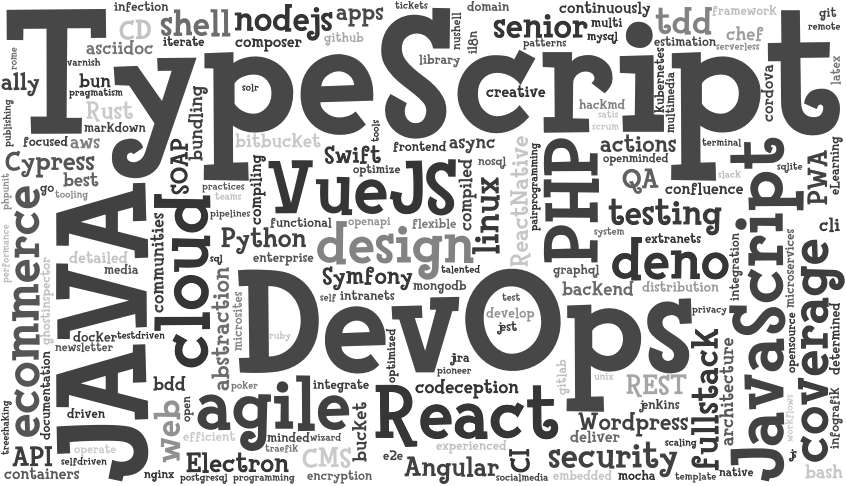 infection
CD
shell
nodejs
apps
tickets
domain
continuously
framework
git
remote
senior
multi
mysql
tdd
chef
serverless
asciidoc
iterate
composer
github
library
nushell
i18n
patterns
estimation
TypeScript
rome
varnish
ally
bun
pragmatism
solr
creative
hackmd
satis
scrum
Kubernetes
multimedia
cordova
latex
publishing
Rust
markdown
bundling
bitbucket
tools
focused
aws
frontend
async
actions
terminal
Cypress
SOAP
Swift
optimize
nosql
openminded
slack
sqlite
PWA
eLearning
phpunit
go
best
tooling
practices
teams
compiling
VueJS
compiled
linux
ReactNative
pairprogramming
PHP
QA
confluence
JAVA
communities
cloud
pipelines
functional
openapi
flexible
testing
system
JavaScript
cli
performance
ecommerce
detailed
media
sql
Python
enterprise
design
talented
extranets
integration
microservices
ghostinspector
Symfony
mongodb
graphql
deno
backend
distribution
coverage
abstraction
microsites
self
intranets
DevOps
test
develop
jest
privacy
opensource
determined
docker
testdriven
newsletter
ruby
optimized
jira
pioneer
gitlab
unix
fullstack
architecture
documentation
bdd
poker
agile
integrate
codeception
REST
jenkins
workflows
infografik
treeshaking
driven
web
open
efficient
minded
wizard
traefik
bucket
React
Wordpress
deliver
scaling
API
operate
selfdriven
Electron
CMS
e2e
experienced
CI
security
containers
nginx
postgresql
programming
encryption
Angular
socialmedia
embedded
mocha
template
native
bash